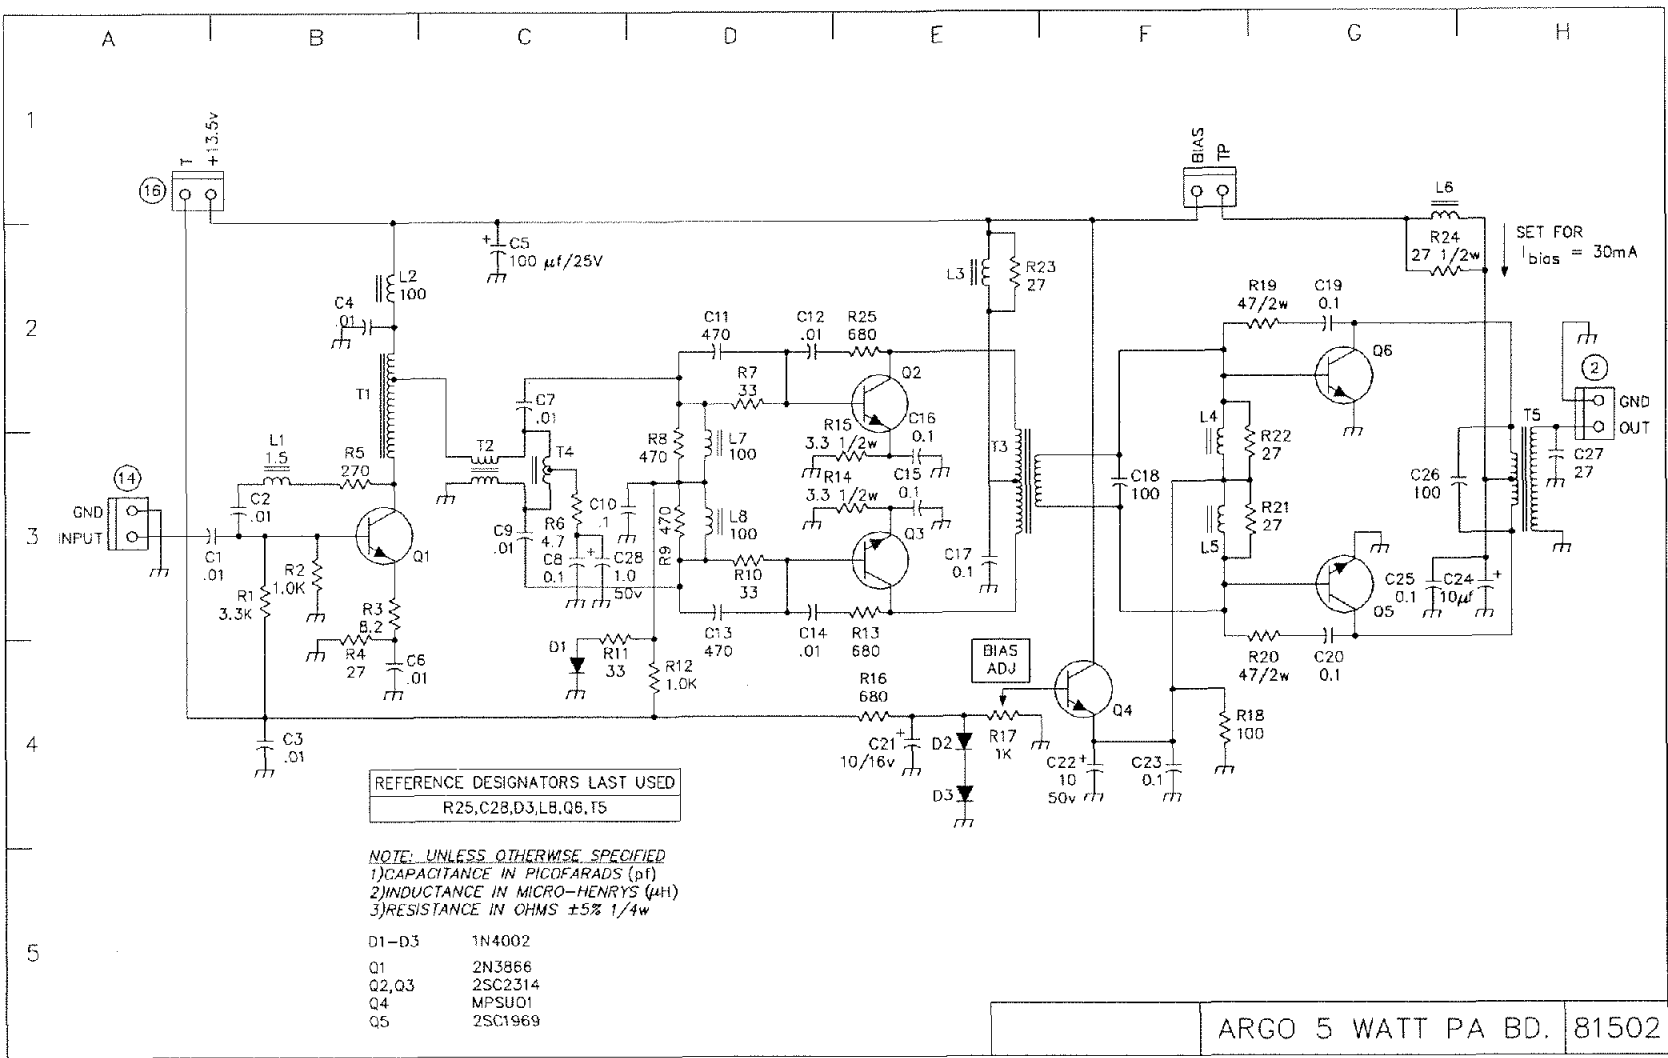 A B C D E F G H
1
2
3
4
5
T
+13.5v
16
BIAS
TP
L6
R24
27 1/2w
SET FOR
Ibias = 30mA
C5
100 µf/25V
L2
100
C4
.01
T1
L3
R23
27
R19
47/2w
C19
0.1
Q6
2
GND
OUT
T5
C27
27
C11
470
C12
.01
R25
680
R7
33
Q2
C7
.01
R15
3.3 1/2w
C16
0.1
R8
470
L7
100
T2
T4
R14
3.3 1/2w
C15
0.1
T3
C18
100
L4
R22
27
C26
100
L1
1.5
R5
270
14
GND
INPUT
C2
.01
C1
.01
Q1
C9
.01
R6
4.7
C10
.1
C8
0.1
C28
1.0
50v
470
R9
L8
100
R10
33
Q3
C17
0.1
R21
27
L5
C25
0.1
C24
10µf
Q5
R1
3.3K
R2
1.0K
R3
8.2
R4
27
C6
.01
D1
R11
33
R12
1.0K
C13
470
C14
.01
R13
680
R16
680
BIAS
ADJ
R20
47/2w
C20
0.1
Q4
R18
100
C3
.01
C21
10/16v
D2
R17
1K
D3
C22
10
50v
C23
0.1
REFERENCE DESIGNATORS LAST USED
R25,C28,D3,L8,Q6,T5
NOTE: UNLESS OTHERWISE SPECIFIED
1)CAPACITANCE IN PICOFARADS (pf)
2)INDUCTANCE IN MICRO-HENRYS (µH)
3)RESISTANCE IN OHMS ±5% 1/4w
D1-D3 1N4002
Q1 2N3866
Q2,Q3 2SC2314
Q4 MPSU01
Q5 2SC1969
ARGO 5 WATT PA BD. 81502